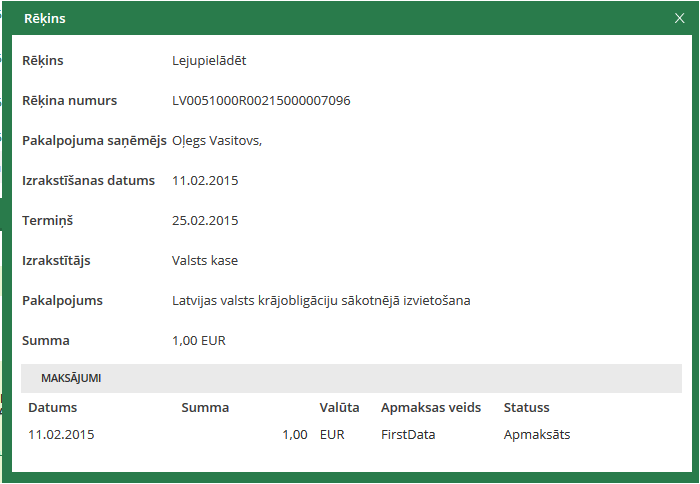 Rēķins
Rēķins Lejupielādēt
Rēķina numurs LV0051000R00215000007096
Pakalpojuma saņēmējs Oļegs Vasitovs,
Izrakstīšanas datums 11.02.2015
Termiņš 25.02.2015
Izrakstītājs Valsts kase
Pakalpojums Latvijas valsts krājobligāciju sākotnējā izvietošana
Summa 1,00 EUR
MAKSĀJUMI
Datums Summa Valūta Apmaksas veids Statuss
11.02.2015 1,00 EUR FirstData Apmaksāts